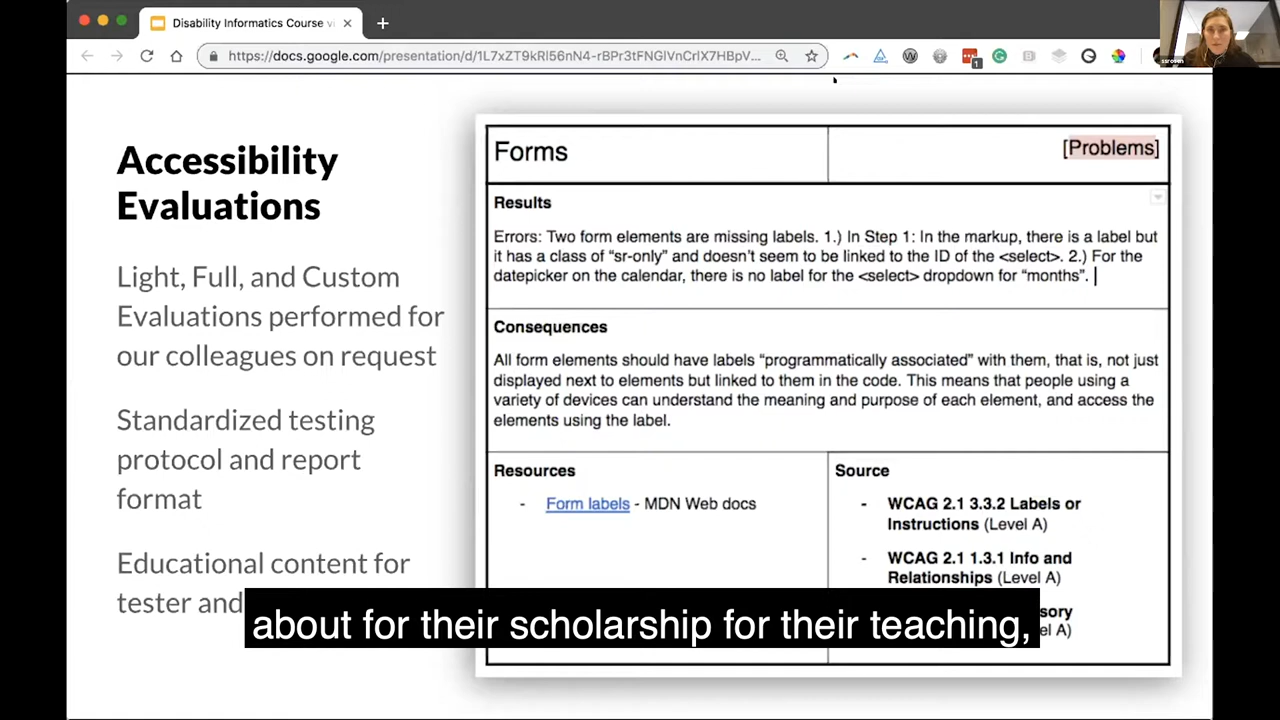 Disability Informatics Course
https://docs.google.com/presentation/d/1L7xZT9kRl56nN4-rBPr3tFNGlVnCrlX7HBpV...
1
Accessibility
Evaluations
Light, Full, and Custom
Evaluations performed for
our colleagues on request
Standardized testing
protocol and report
format
Educational content for
tester and
Forms
[Problems]
Results
Errors: Two form elements are missing labels. 1.) In Step 1: In the markup, there is a label but
it has a class of “sr-only” and doesn’t seem to be linked to the ID of the <select>. 2.) For the
datepicker on the calendar, there is no label for the <select> dropdown for “months”.
Consequences
All form elements should have labels “programmatically associated” with them, that is, not just
displayed next to elements but linked to them in the code. This means that people using a
variety of devices can understand the meaning and purpose of each element, and access the
elements using the label.
Resources
- Form labels - MDN Web docs
Source
- WCAG 2.1 3.3.2 Labels or
Instructions (Level A)
- WCAG 2.1 1.3.1 Info and
Relationships (Level A)
about for their scholarship for their teaching,